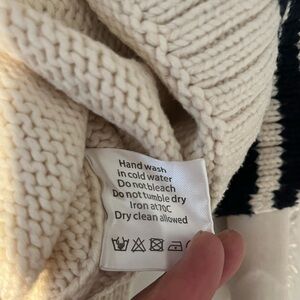 Hand wash
in cold water
Do not bleach
Do not tumble dry
Iron at 70C
Dry clean allowed